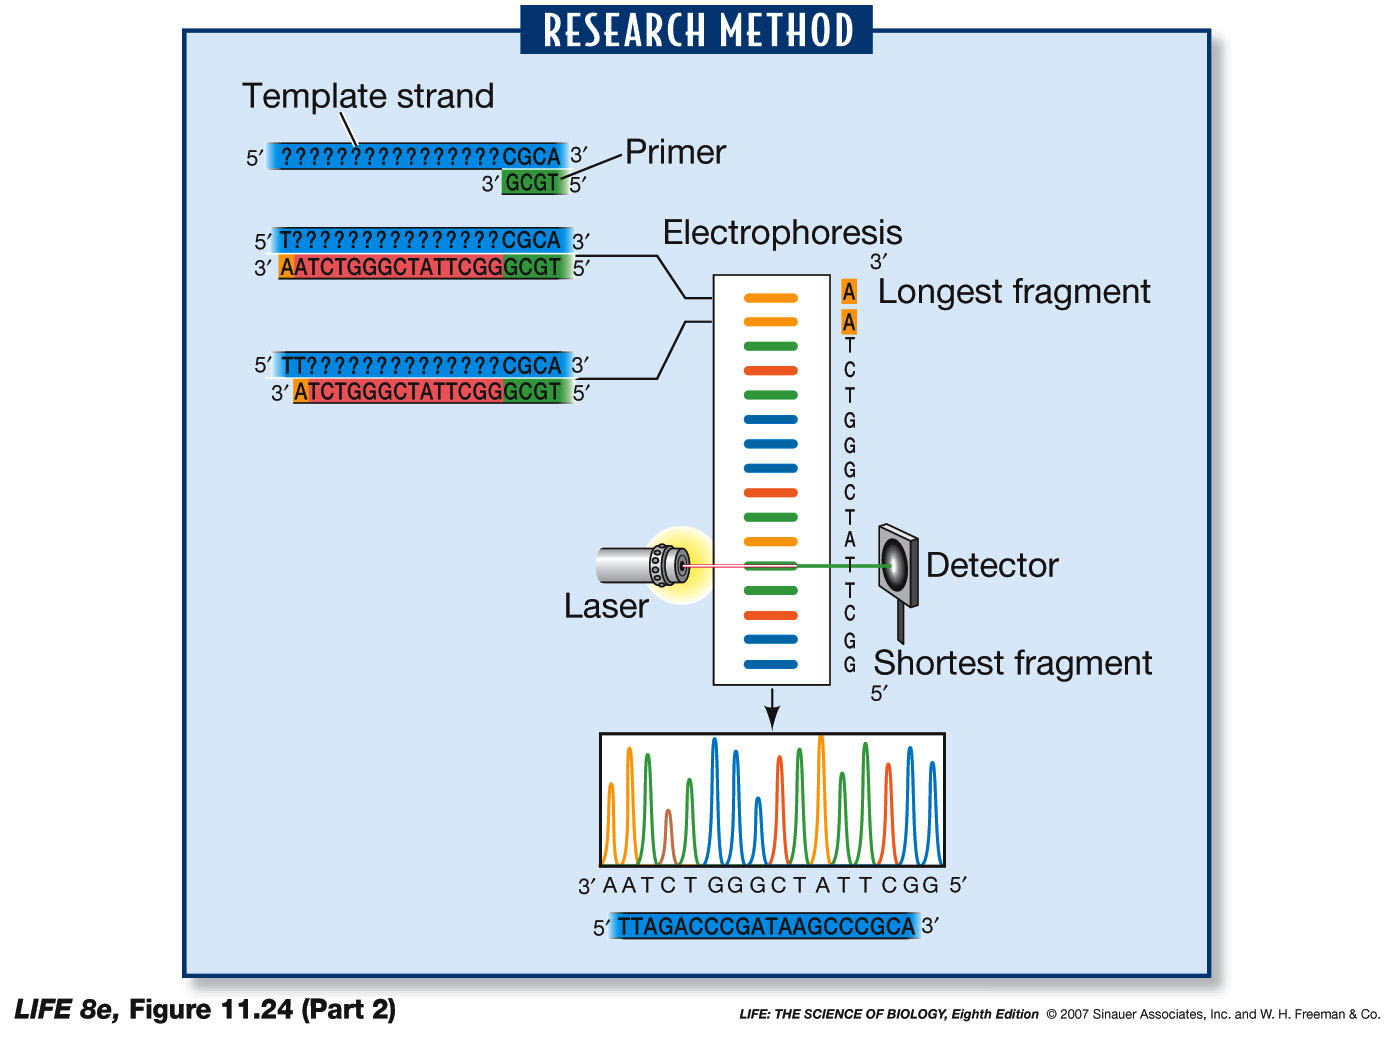 RESEARCH METHOD
Template strand
5′ ????????????????CGCA 3′
Primer
3′ GCGT 5′
5′ T???????????????CGCA 3′
3′ AATCTGGGCTATTCGGGCGT 5′
5′ TT??????????????CGCA 3′
3′ ATCTGGGCTATTCGGGCGT 5′
Electrophoresis
3′
A Longest fragment
A
T
C
T
G
G
G
C
T
A
T
T
C
G
G Shortest fragment
5′
Laser
Detector
3′ A A T C T G G G C T A T T C G G 5′
5′ TTAGACCCGATAAGCCCGCA 3′
LIFE 8e, Figure 11.24 (Part 2)
LIFE: THE SCIENCE OF BIOLOGY, Eighth Edition © 2007 Sinauer Associates, Inc. and W. H. Freeman & Co.